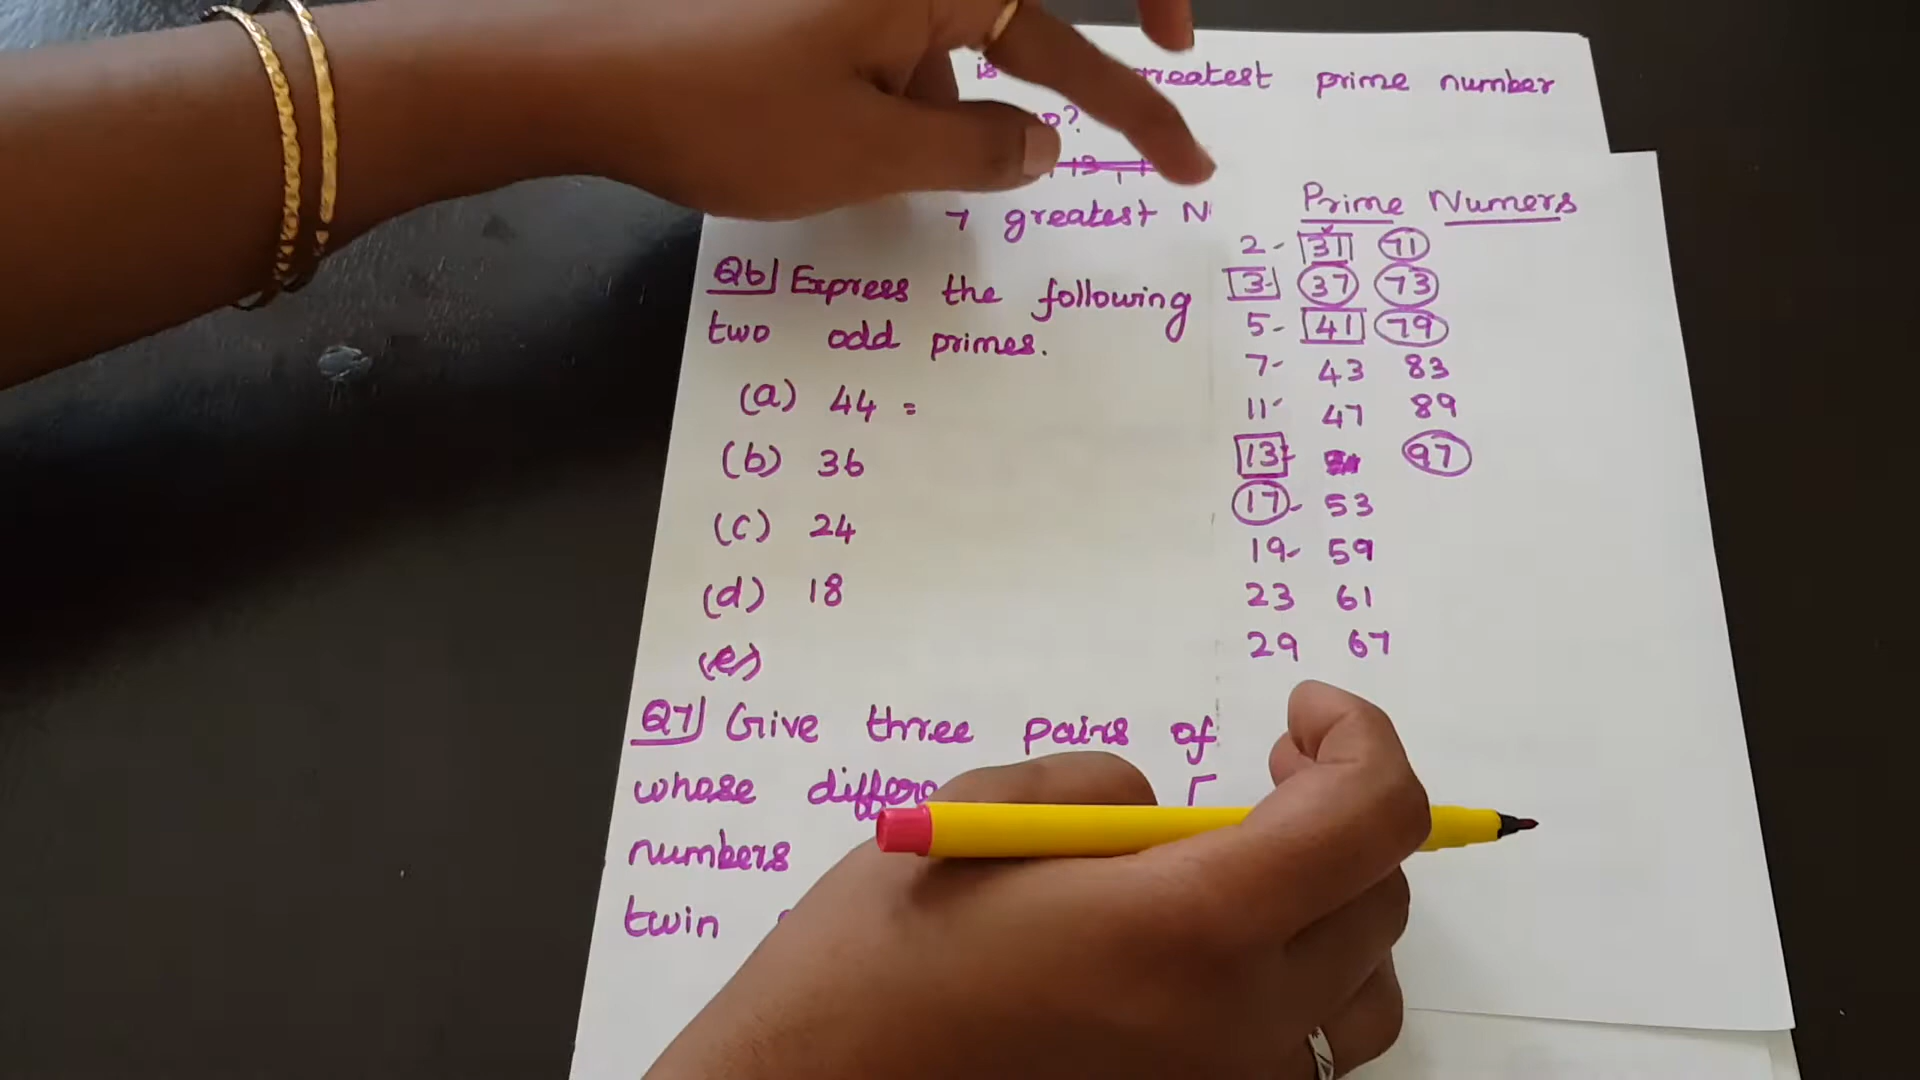 is greatest prime number
7 greatest N
Q6] Express the following
two odd primes.
(a) 44 =
(b) 36
(c) 24
(d) 18
(e)
Q7] Give three pairs of
whose differe
numbers
twin
Prime Numers
2- 31 71
3- 37 73
5- 41 79
7- 43 83
11- 47 89
13- 97
17- 53
19- 59
23 61
29 67